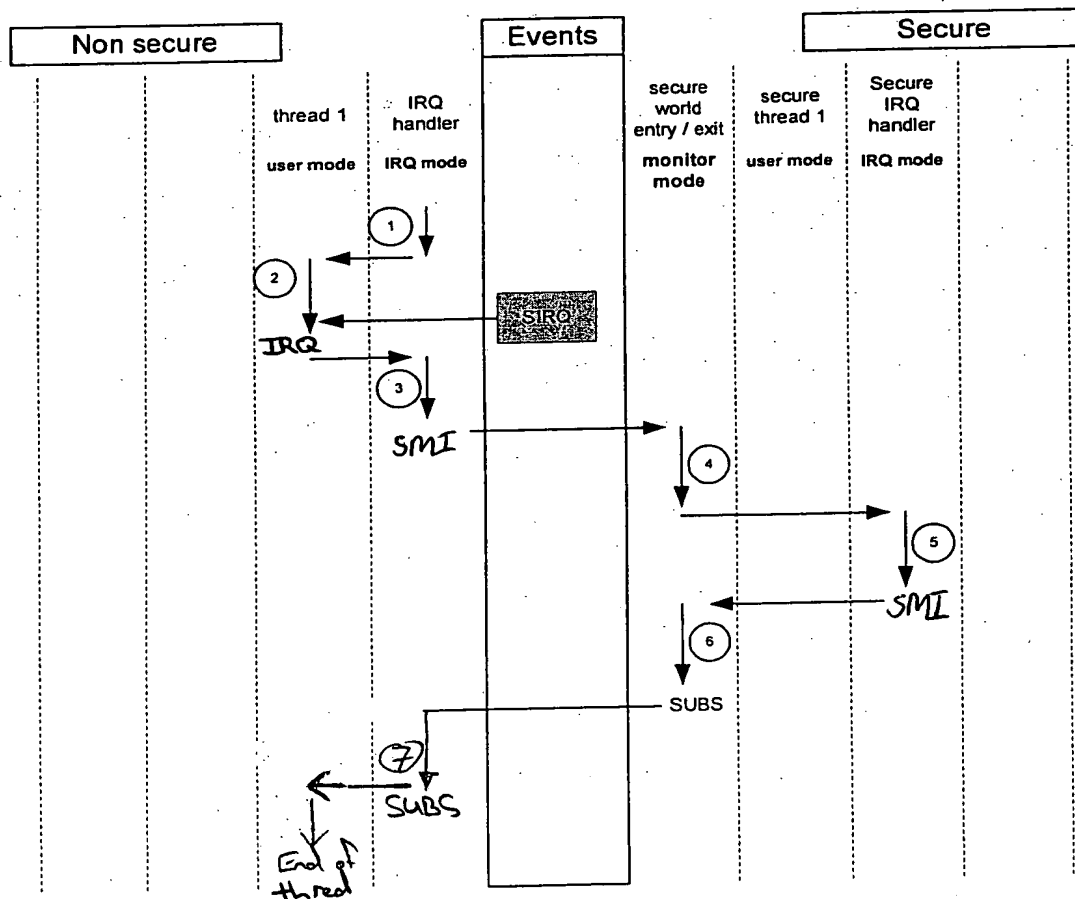 Non secure
Events
Secure
thread 1
user mode
IRQ
handler
IRQ mode
secure
world
entry / exit
monitor
mode
secure
thread 1
user mode
Secure
IRQ
handler
IRQ mode
1
2
SIRQ
IRQ
3
SMI
4
5
SMI
6
SUBS
7
SUBS
End of
thred